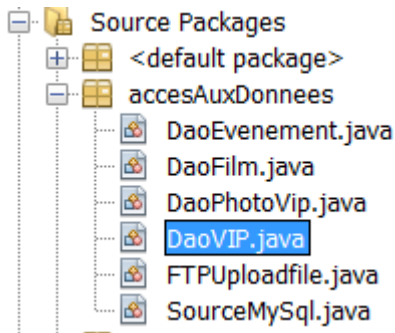 Source Packages
<default package>
accesAuxDonnees
DaoEvenement.java
DaoFilm.java
DaoPhotoVip.java
DaoVIP.java
FTPUploadfile.java
SourceMySql.java